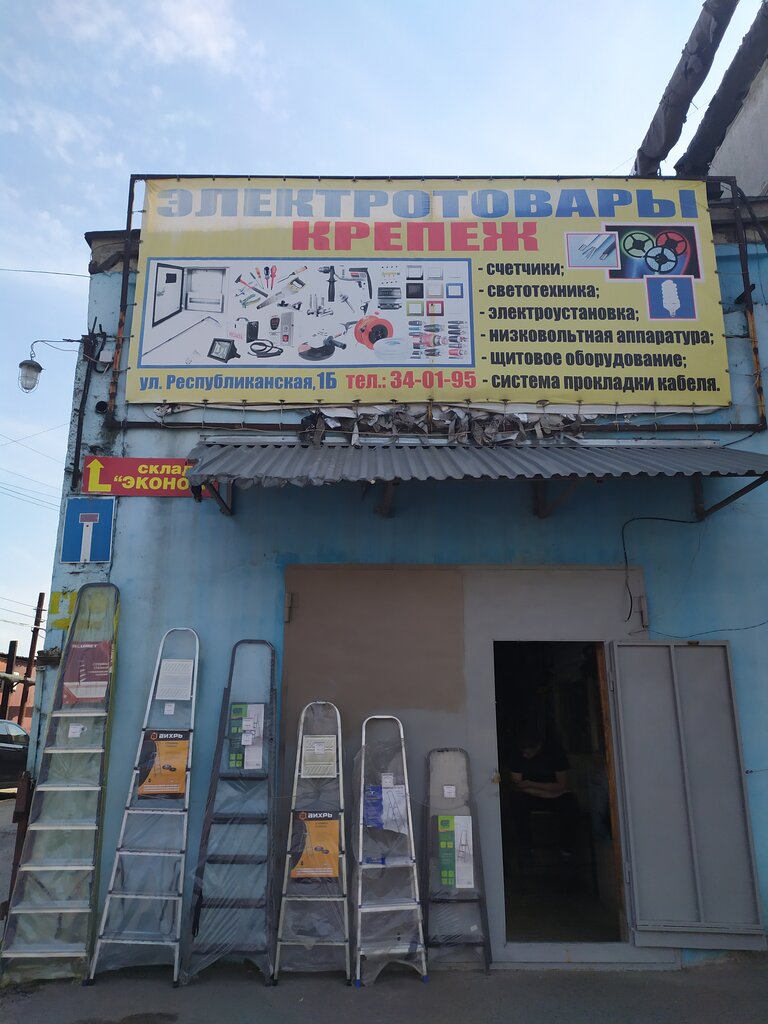 ЭЛЕКТРОТОВАРЫ
КРЕПЕЖ
- счетчики;
- светотехника;
- электроустановка;
- низковольтная аппаратура;
- щитовое оборудование;
- система прокладки кабеля.
ул. Республиканская,1Б тел.: 34-01-95
склад
"ЭКОНО
ВИХРЬ
ВИХРЬ